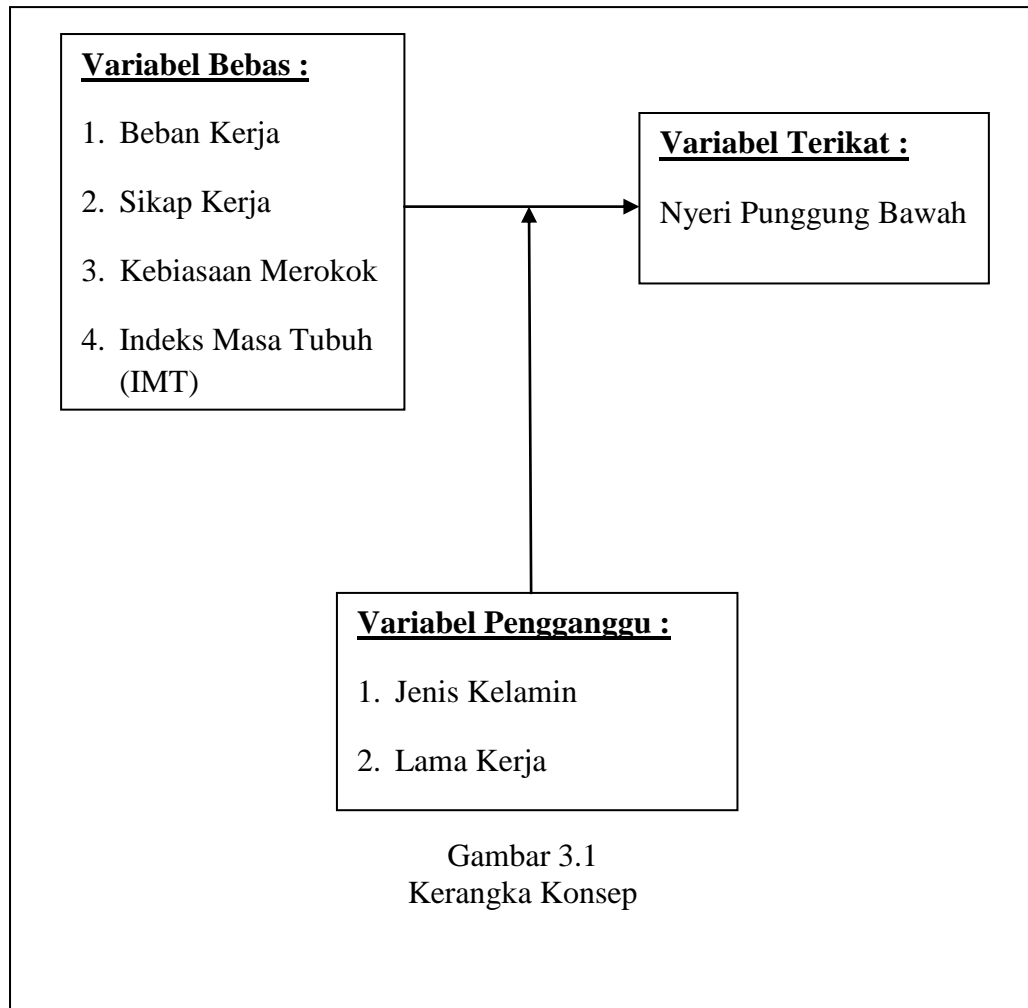 Variabel Bebas :
1. Beban Kerja
2. Sikap Kerja
3. Kebiasaan Merokok
4. Indeks Masa Tubuh
(IMT)
Variabel Terikat :
Nyeri Punggung Bawah
Variabel Pengganggu :
1. Jenis Kelamin
2. Lama Kerja
Gambar 3.1
Kerangka Konsep